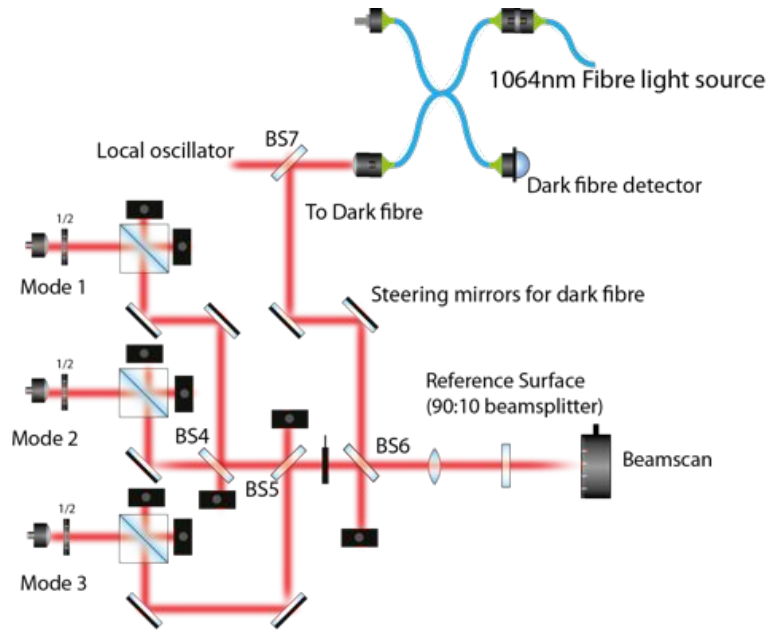 1064nm Fibre light source
BS7
Local oscillator
Dark fibre detector
To Dark fibre
1/2
Mode 1
Steering mirrors for dark fibre
1/2
Reference Surface
(90:10 beamsplitter)
Mode 2
BS4
BS6
Beamscan
BS5
1/2
Mode 3